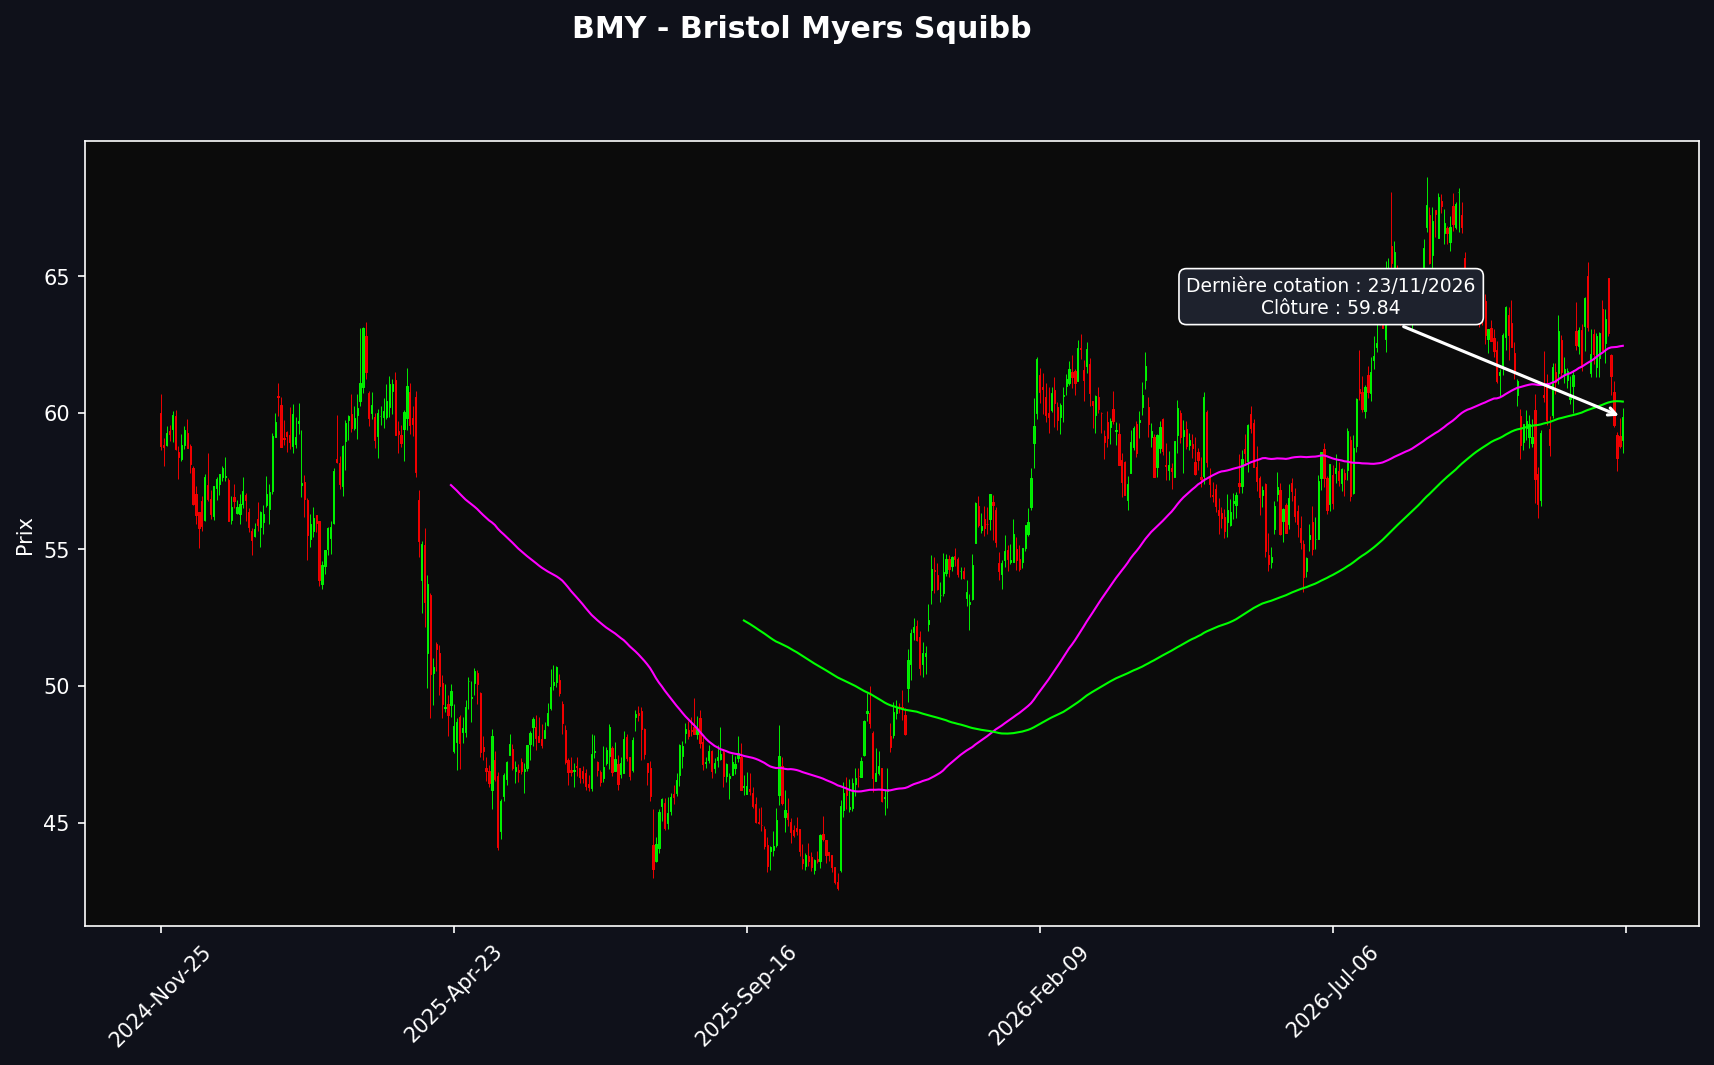 BMY - Bristol Myers Squibb
Prix
65
60
55
50
45
Dernière cotation : 23/11/2026
Clôture : 59.84
2024-Nov-25
2025-Apr-23
2025-Sep-16
2026-Feb-09
2026-Jul-06